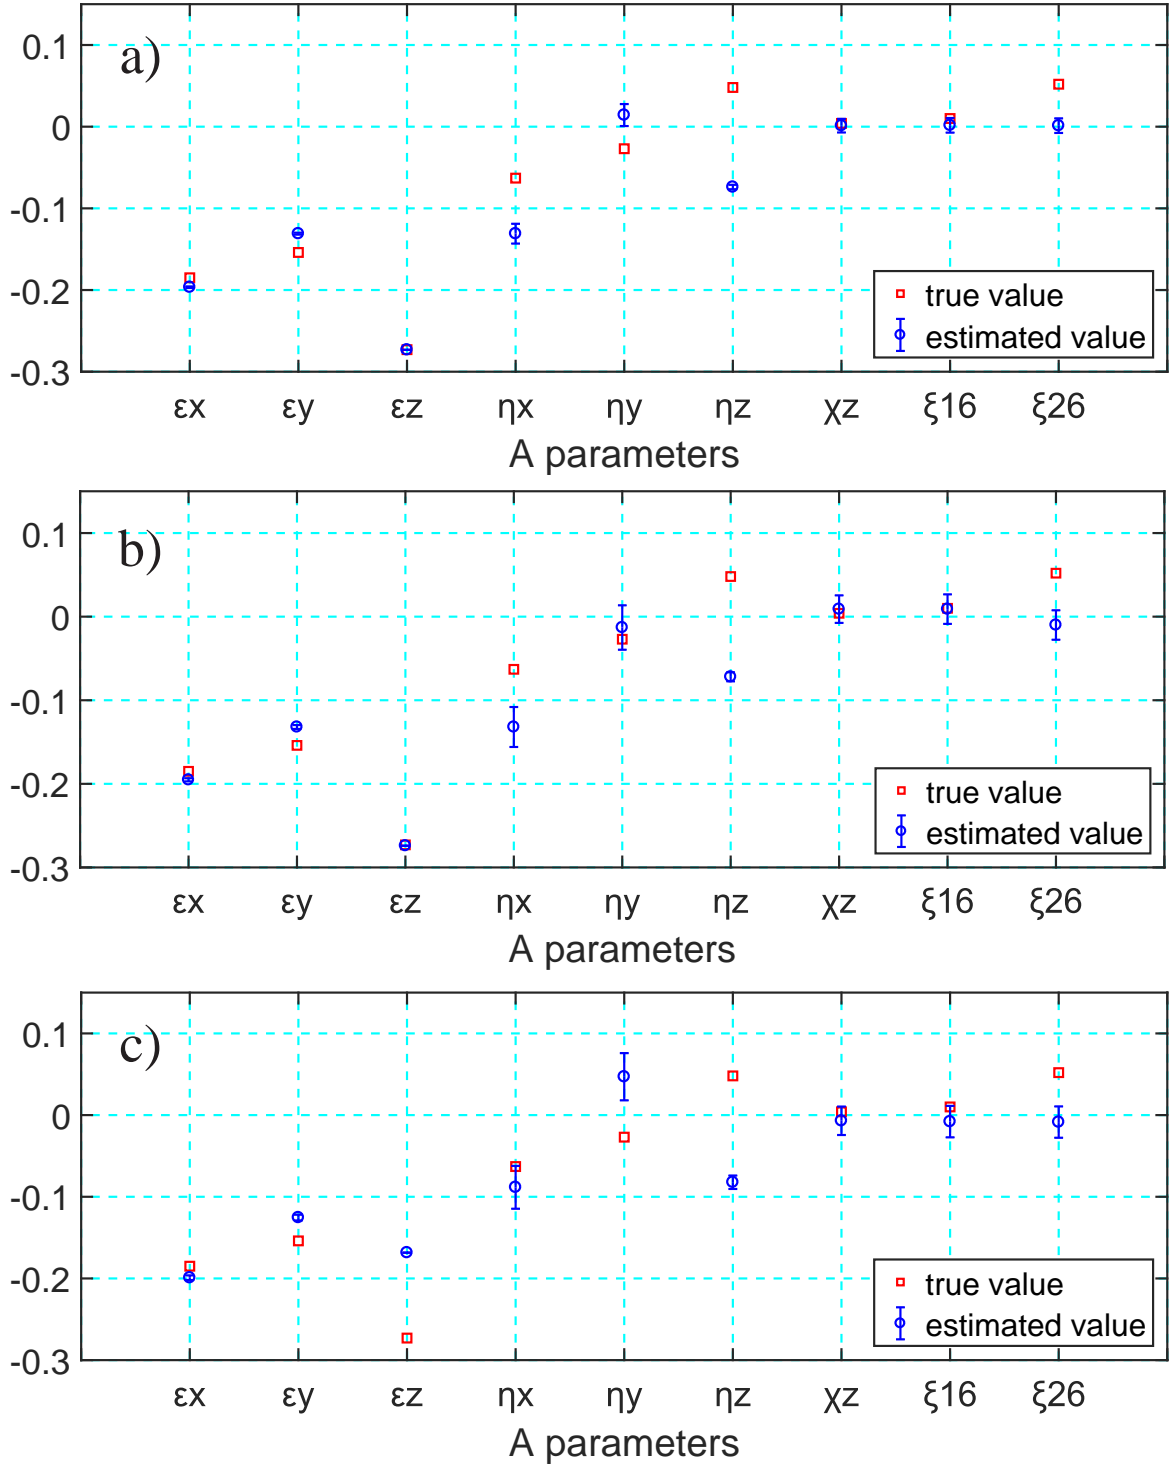 a)
0.1
0
-0.1
-0.2
-0.3
true value
estimated value
εx εy εz ηx ηy ηz χz ξ16 ξ26
A parameters
b)
0.1
0
-0.1
-0.2
-0.3
true value
estimated value
εx εy εz ηx ηy ηz χz ξ16 ξ26
A parameters
c)
0.1
0
-0.1
-0.2
-0.3
true value
estimated value
εx εy εz ηx ηy ηz χz ξ16 ξ26
A parameters